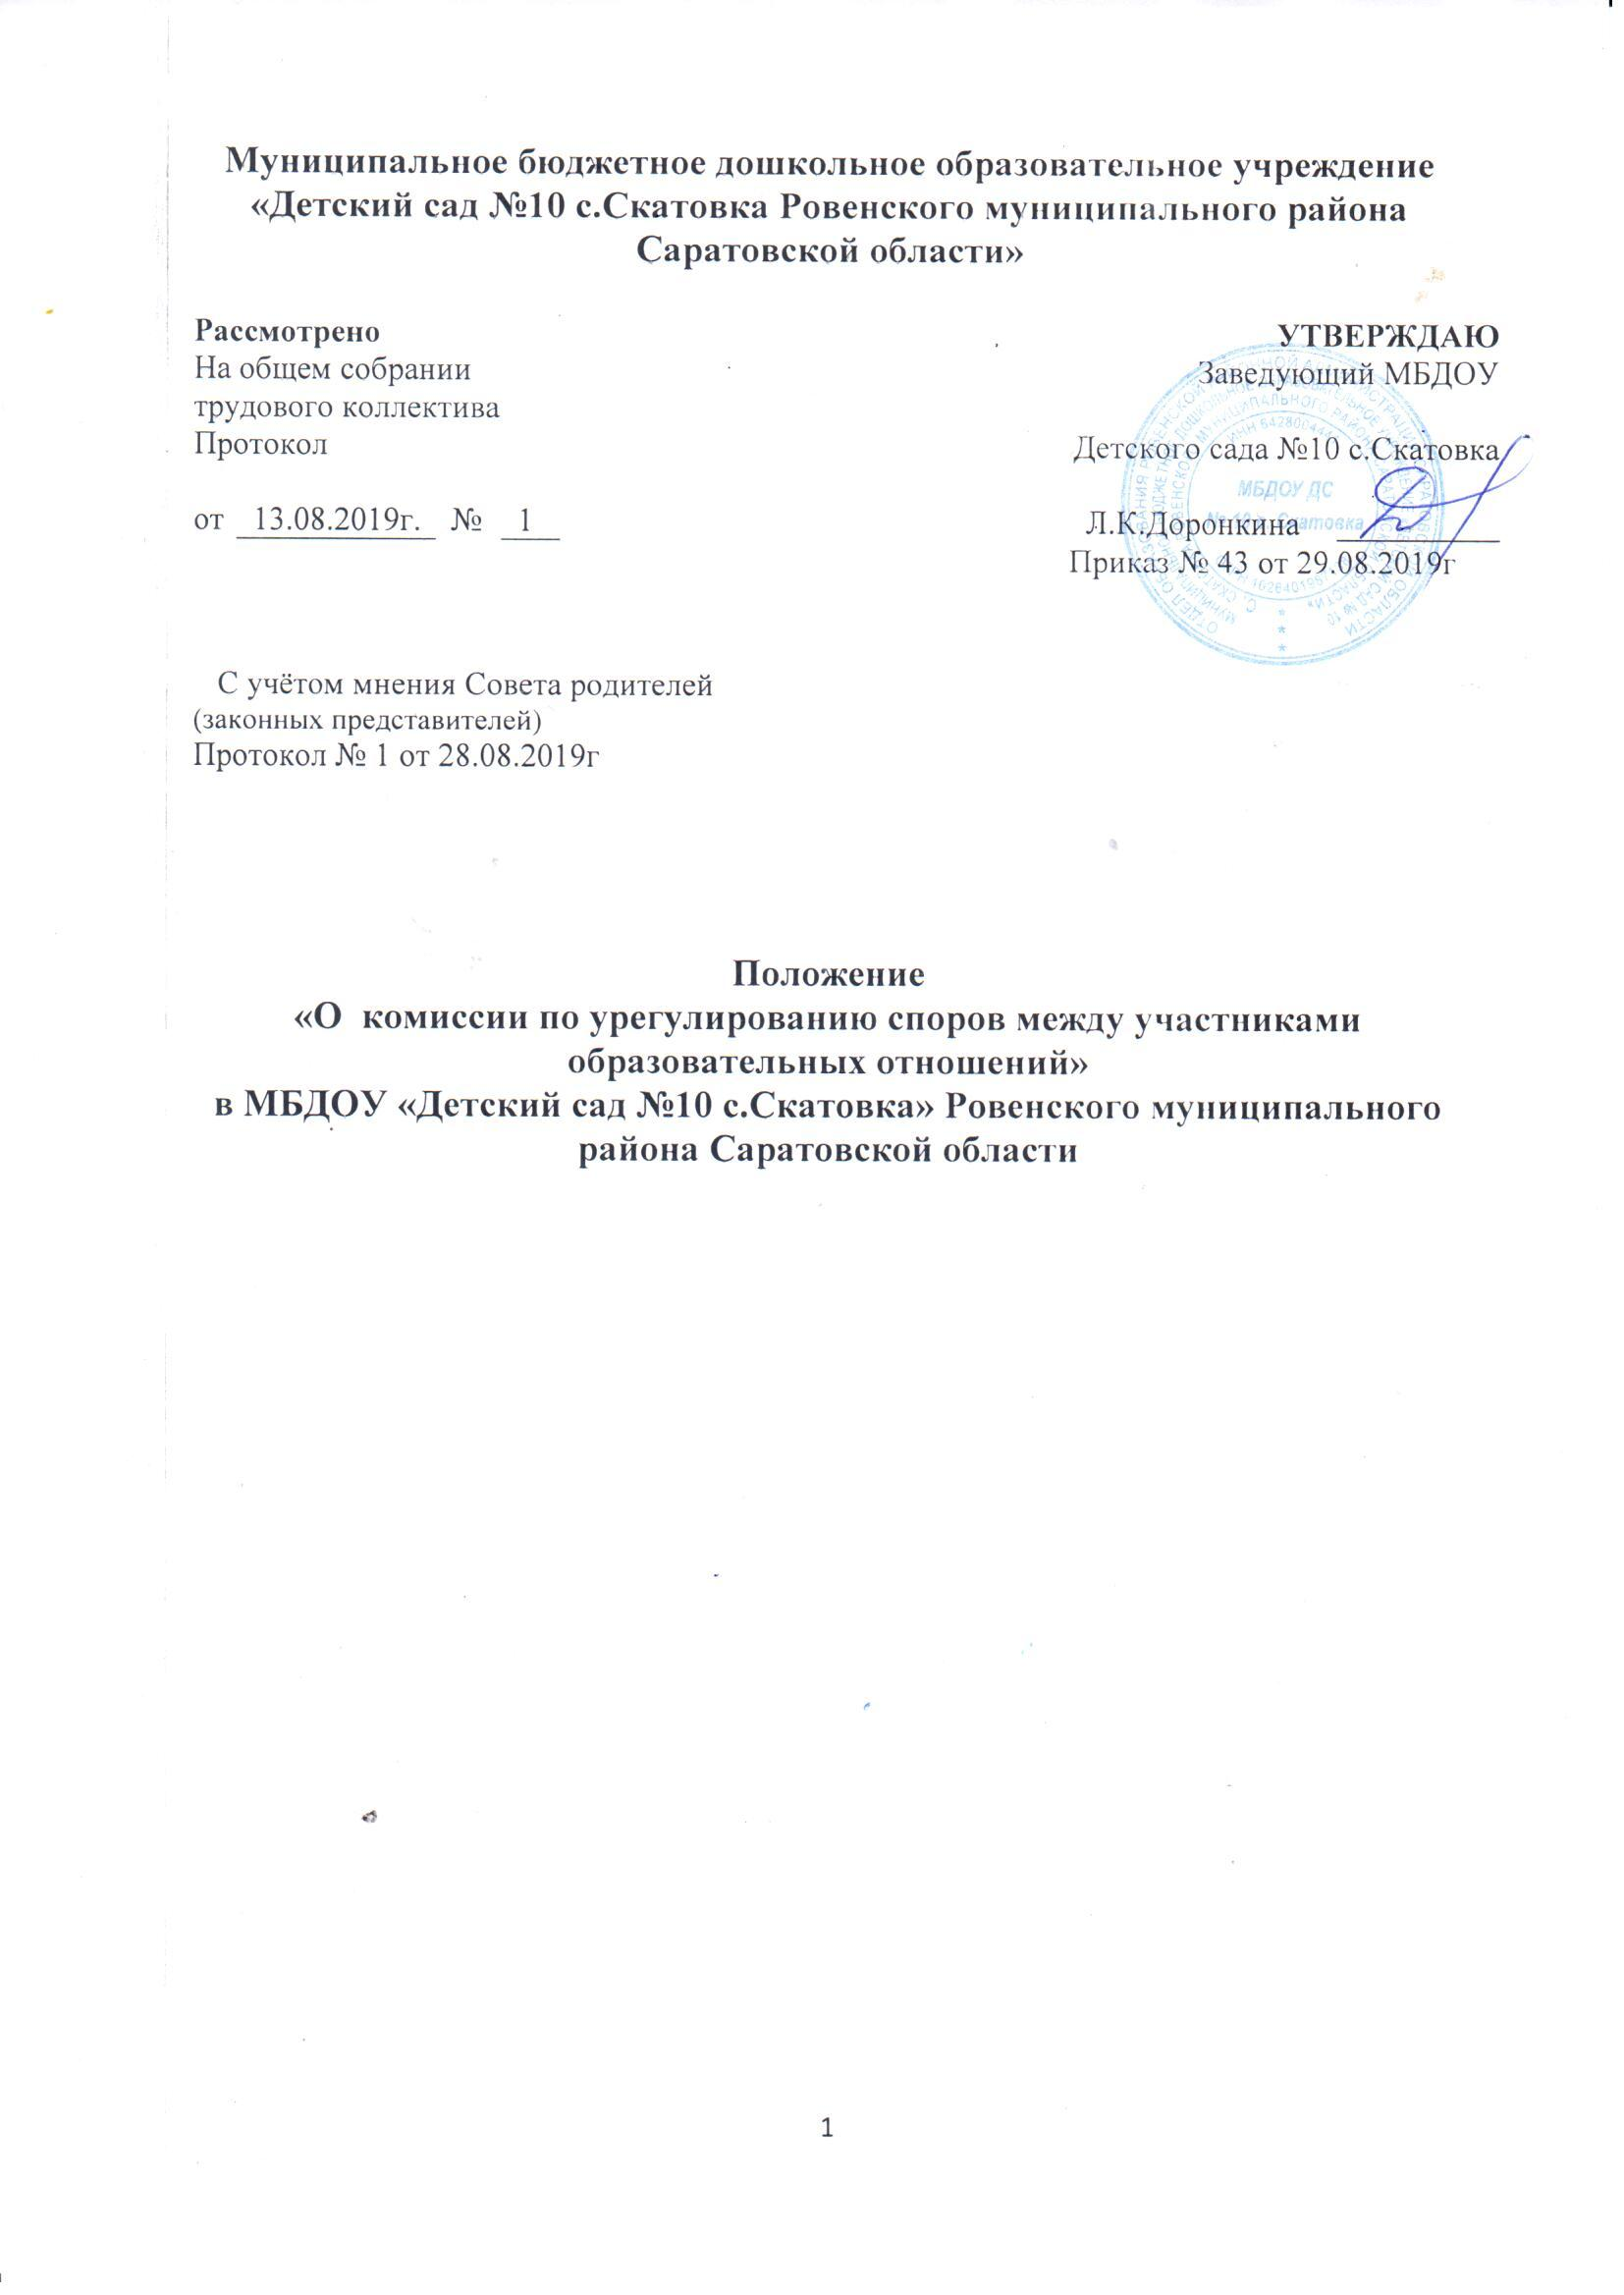 Муниципальное бюджетное дошкольное образовательное учреждение
«Детский сад №10 с.Скатовка Ровенского муниципального района
Саратовской области»
Рассмотрено
На общем собрании
трудового коллектива
Протокол
от 13.08.2019г. № 1
УТВЕРЖДАЮ
Заведующий МБДОУ
Детского сада №10 с.Скатовка
Л.К.Доронкина
Приказ № 43 от 29.08.2019г
МБДОУ ДС
Скатовка
С учётом мнения Совета родителей
(законных представителей)
Протокол № 1 от 28.08.2019г
Положение
«О комиссии по урегулированию споров между участниками
образовательных отношений»
в МБДОУ «Детский сад №10 с.Скатовка» Ровенского муниципального
района Саратовской области
1